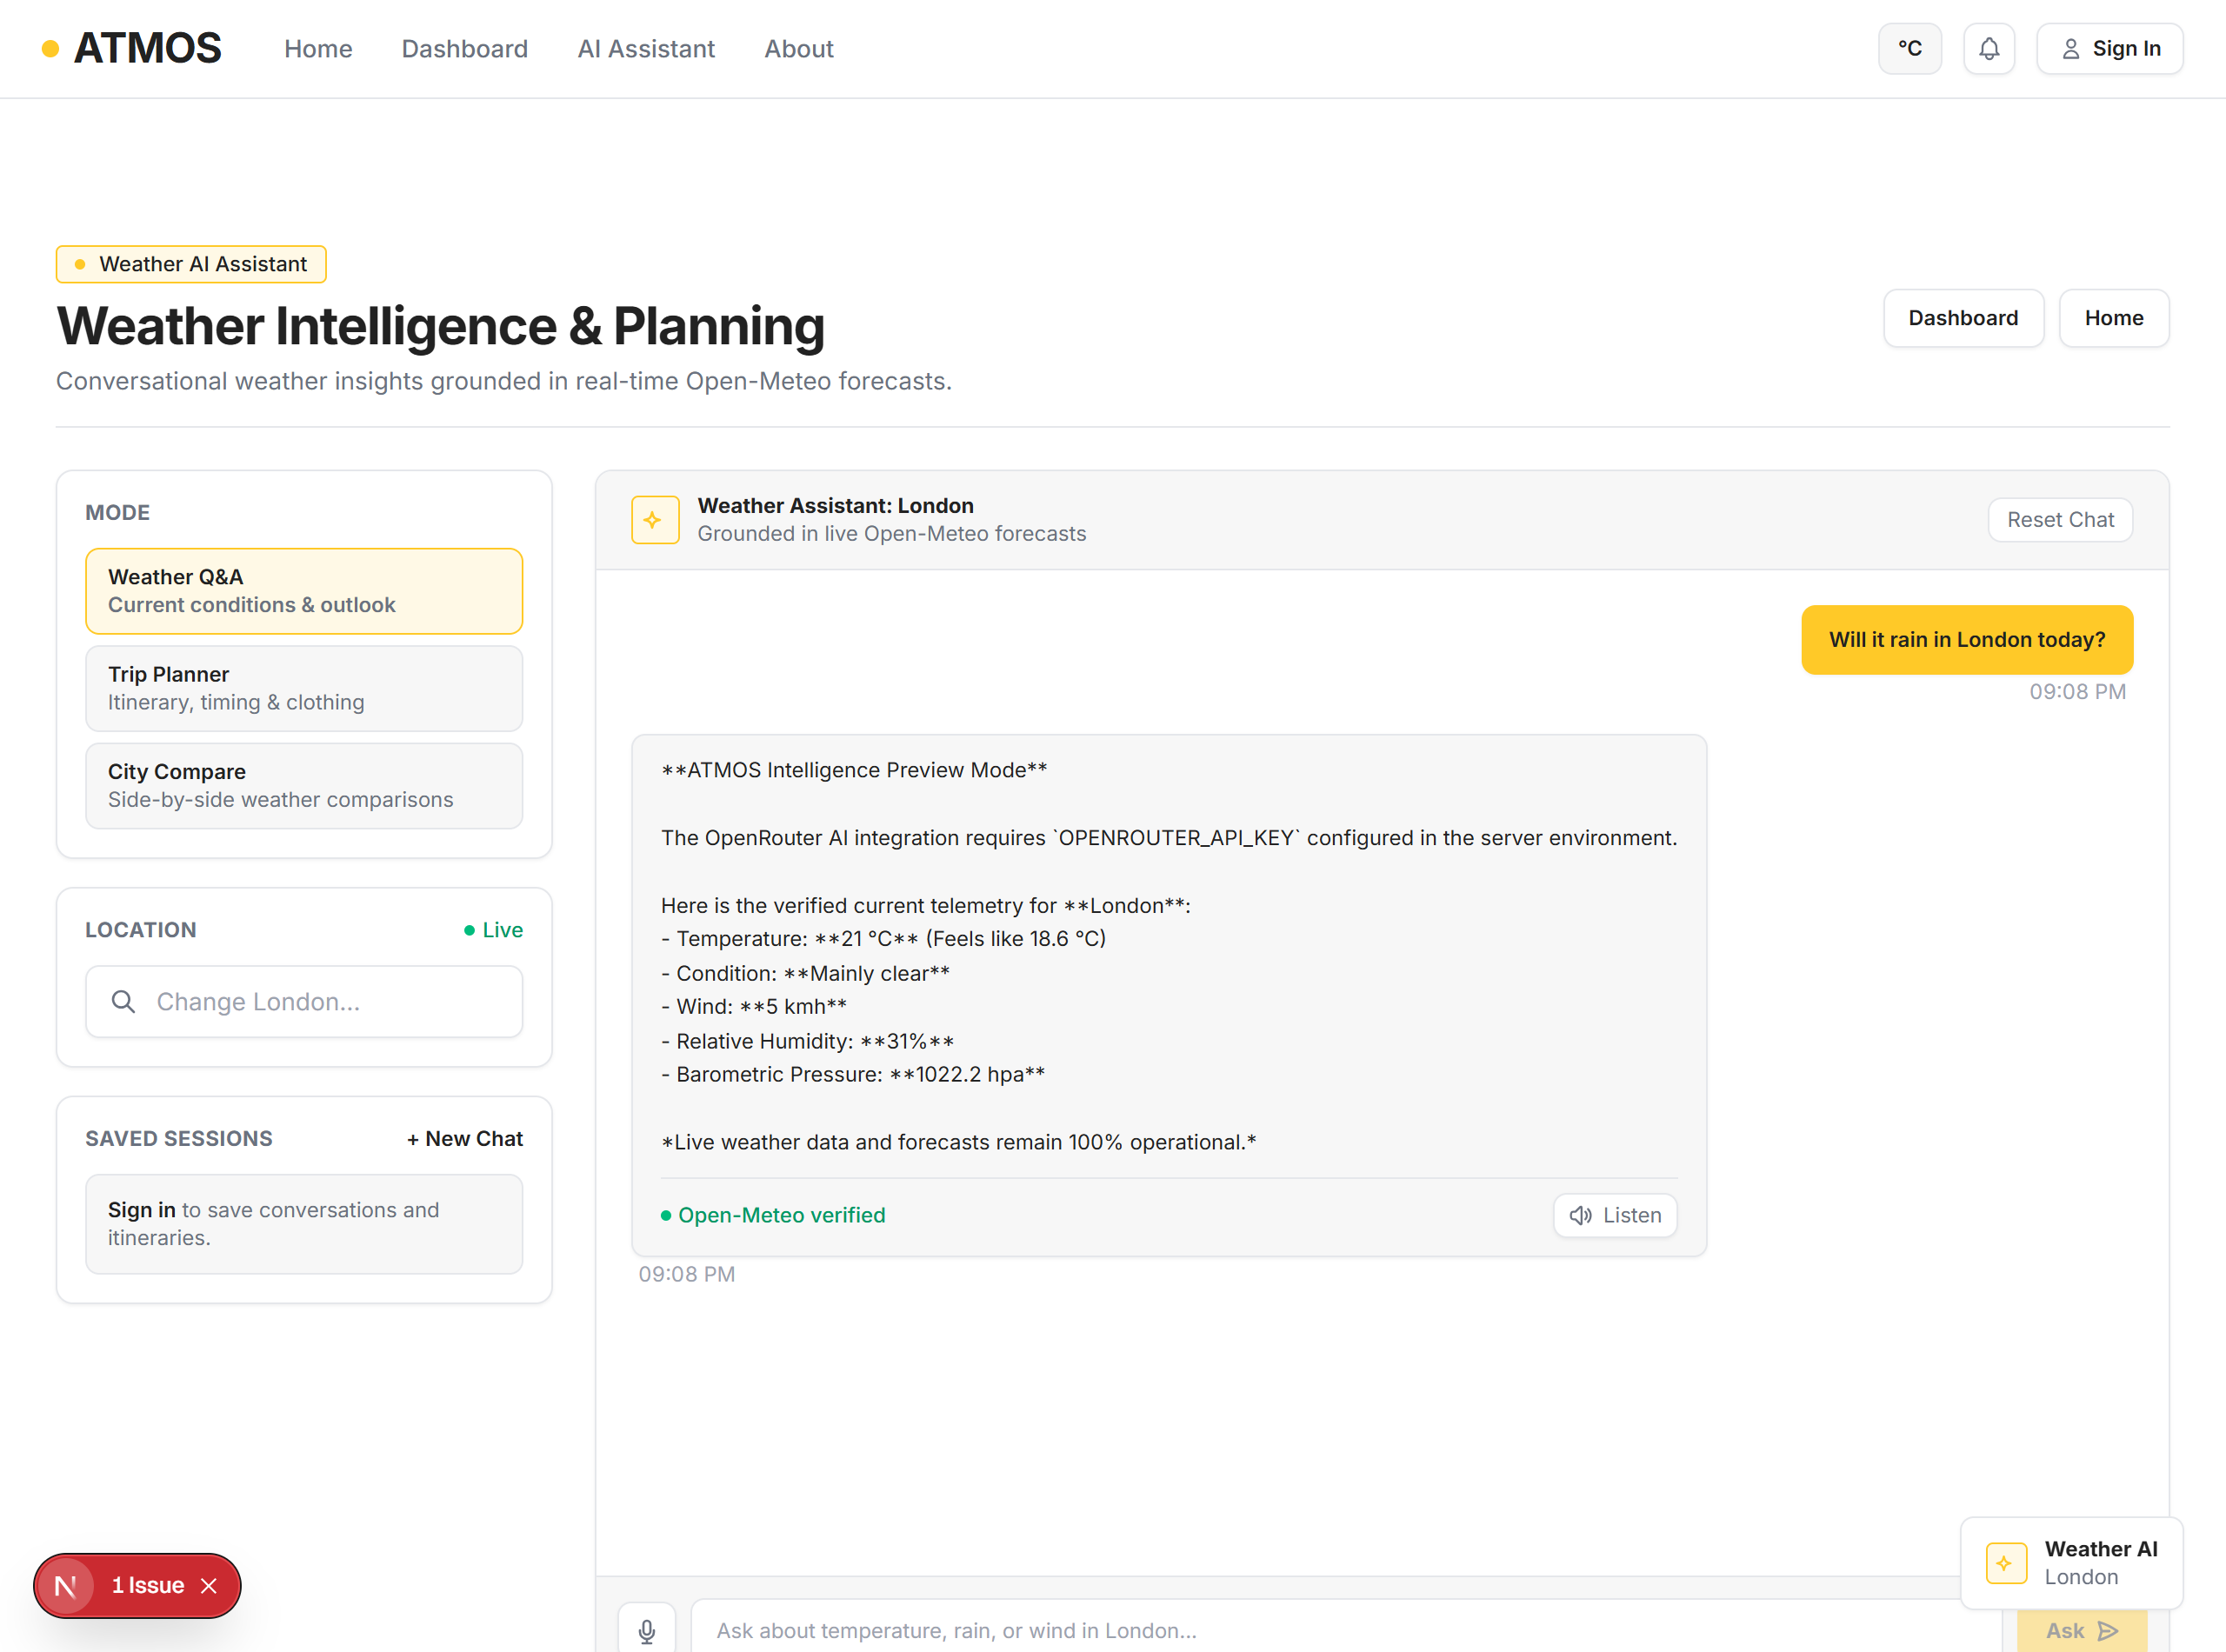 ATMOS
Home
Dashboard
AI Assistant
About
°C
Sign In
Weather AI Assistant
Weather Intelligence & Planning
Conversational weather insights grounded in real-time Open-Meteo forecasts.
Dashboard
Home
MODE
Weather Q&A
Current conditions & outlook
Trip Planner
Itinerary, timing & clothing
City Compare
Side-by-side weather comparisons
LOCATION
Live
Change London...
SAVED SESSIONS
+ New Chat
Sign in to save conversations and
itineraries.
Weather Assistant: London
Grounded in live Open-Meteo forecasts
Reset Chat
Will it rain in London today?
09:08 PM
**ATMOS Intelligence Preview Mode**
The OpenRouter AI integration requires `OPENROUTER_API_KEY` configured in the server environment.
Here is the verified current telemetry for **London**:
- Temperature: **21 °C** (Feels like 18.6 °C)
- Condition: **Mainly clear**
- Wind: **5 kmh**
- Relative Humidity: **31%**
- Barometric Pressure: **1022.2 hpa**
*Live weather data and forecasts remain 100% operational.*
Open-Meteo verified
Listen
09:08 PM
Weather AI
London
N
1 Issue
Ask about temperature, rain, or wind in London...
Ask